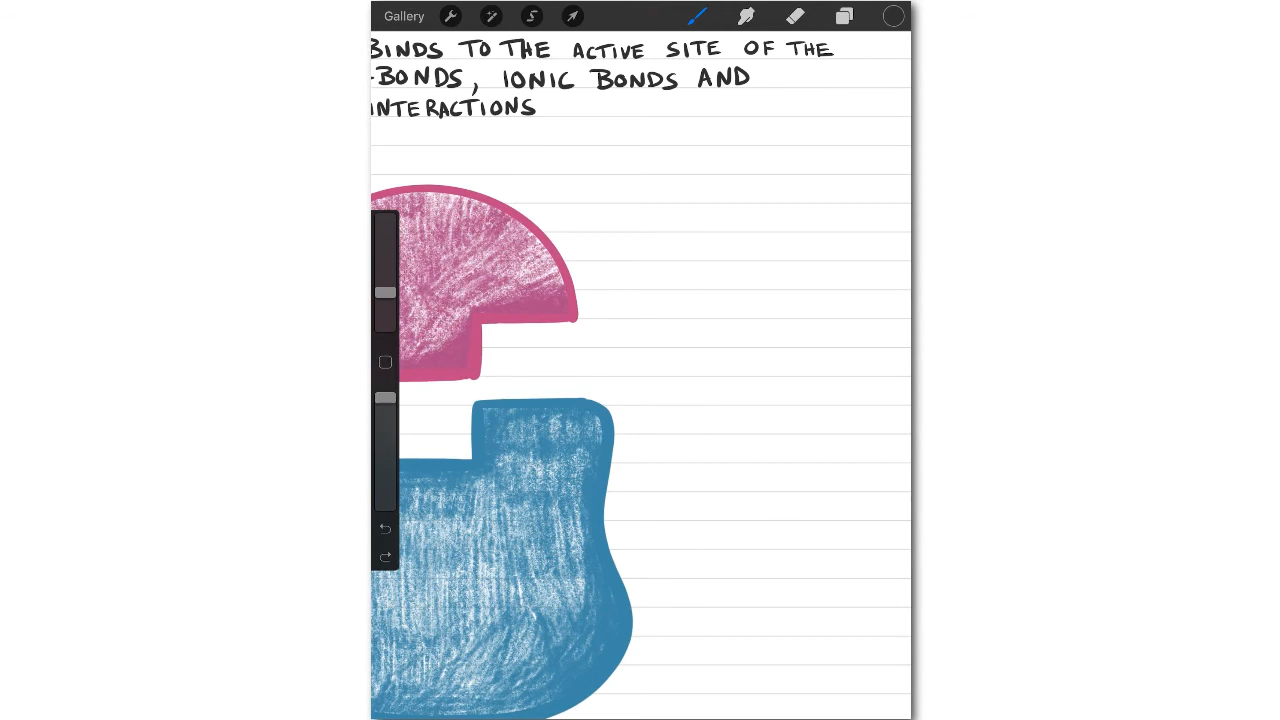 Gallery
BINDS TO THE ACTIVE SITE OF THE
-BONDS, IONIC BONDS AND
INTERACTIONS